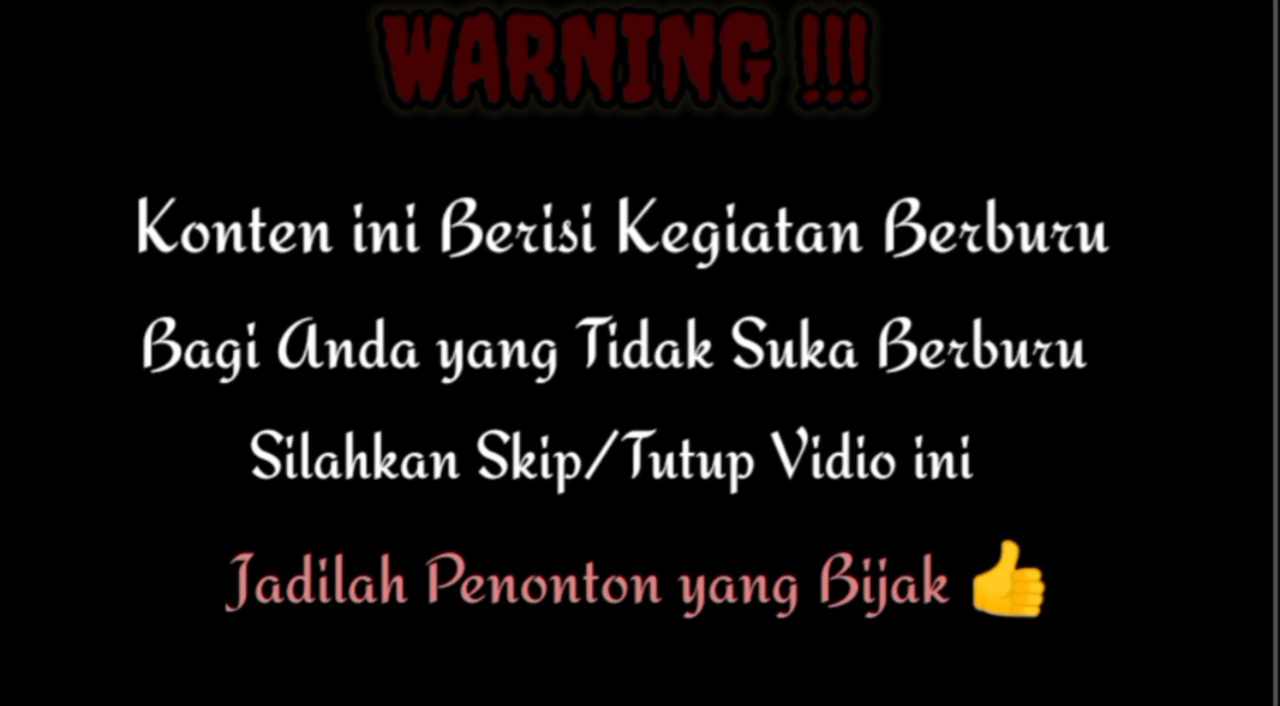 WARNING !!!
Konten ini Berisi Kegiatan Berburu
Bagi Anda yang Tidak Suka Berburu
Silahkan Skip/Tutup Vidio ini
Jadilah Penonton yang Bijak 👍